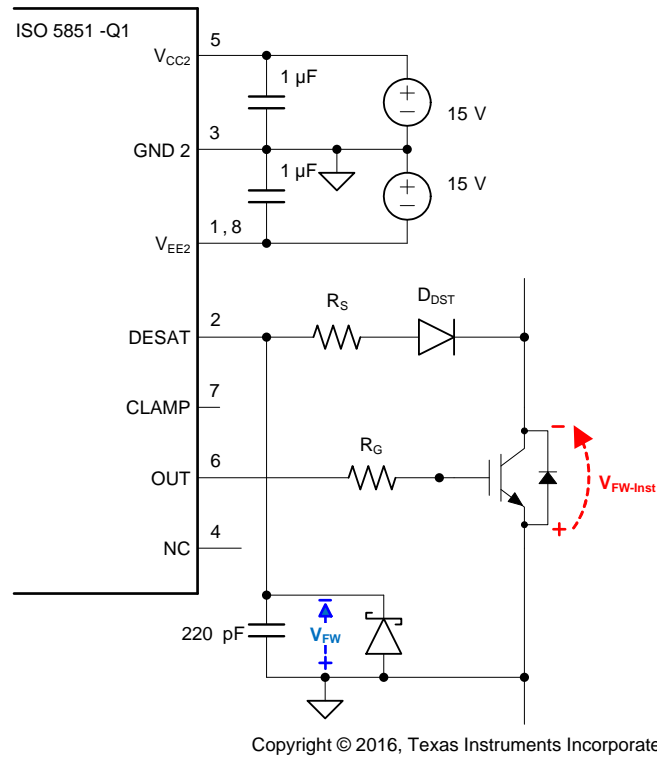 ISO 5851 -Q1
5
VCC2
1 µF
15 V
3
GND 2
1 µF
15 V
1, 8
VEE2
RS
DDST
DESAT
2
CLAMP
7
RG
OUT
6
VFW-Inst
NC
4
220 pF
VFW
Copyright © 2016, Texas Instruments Incorporate